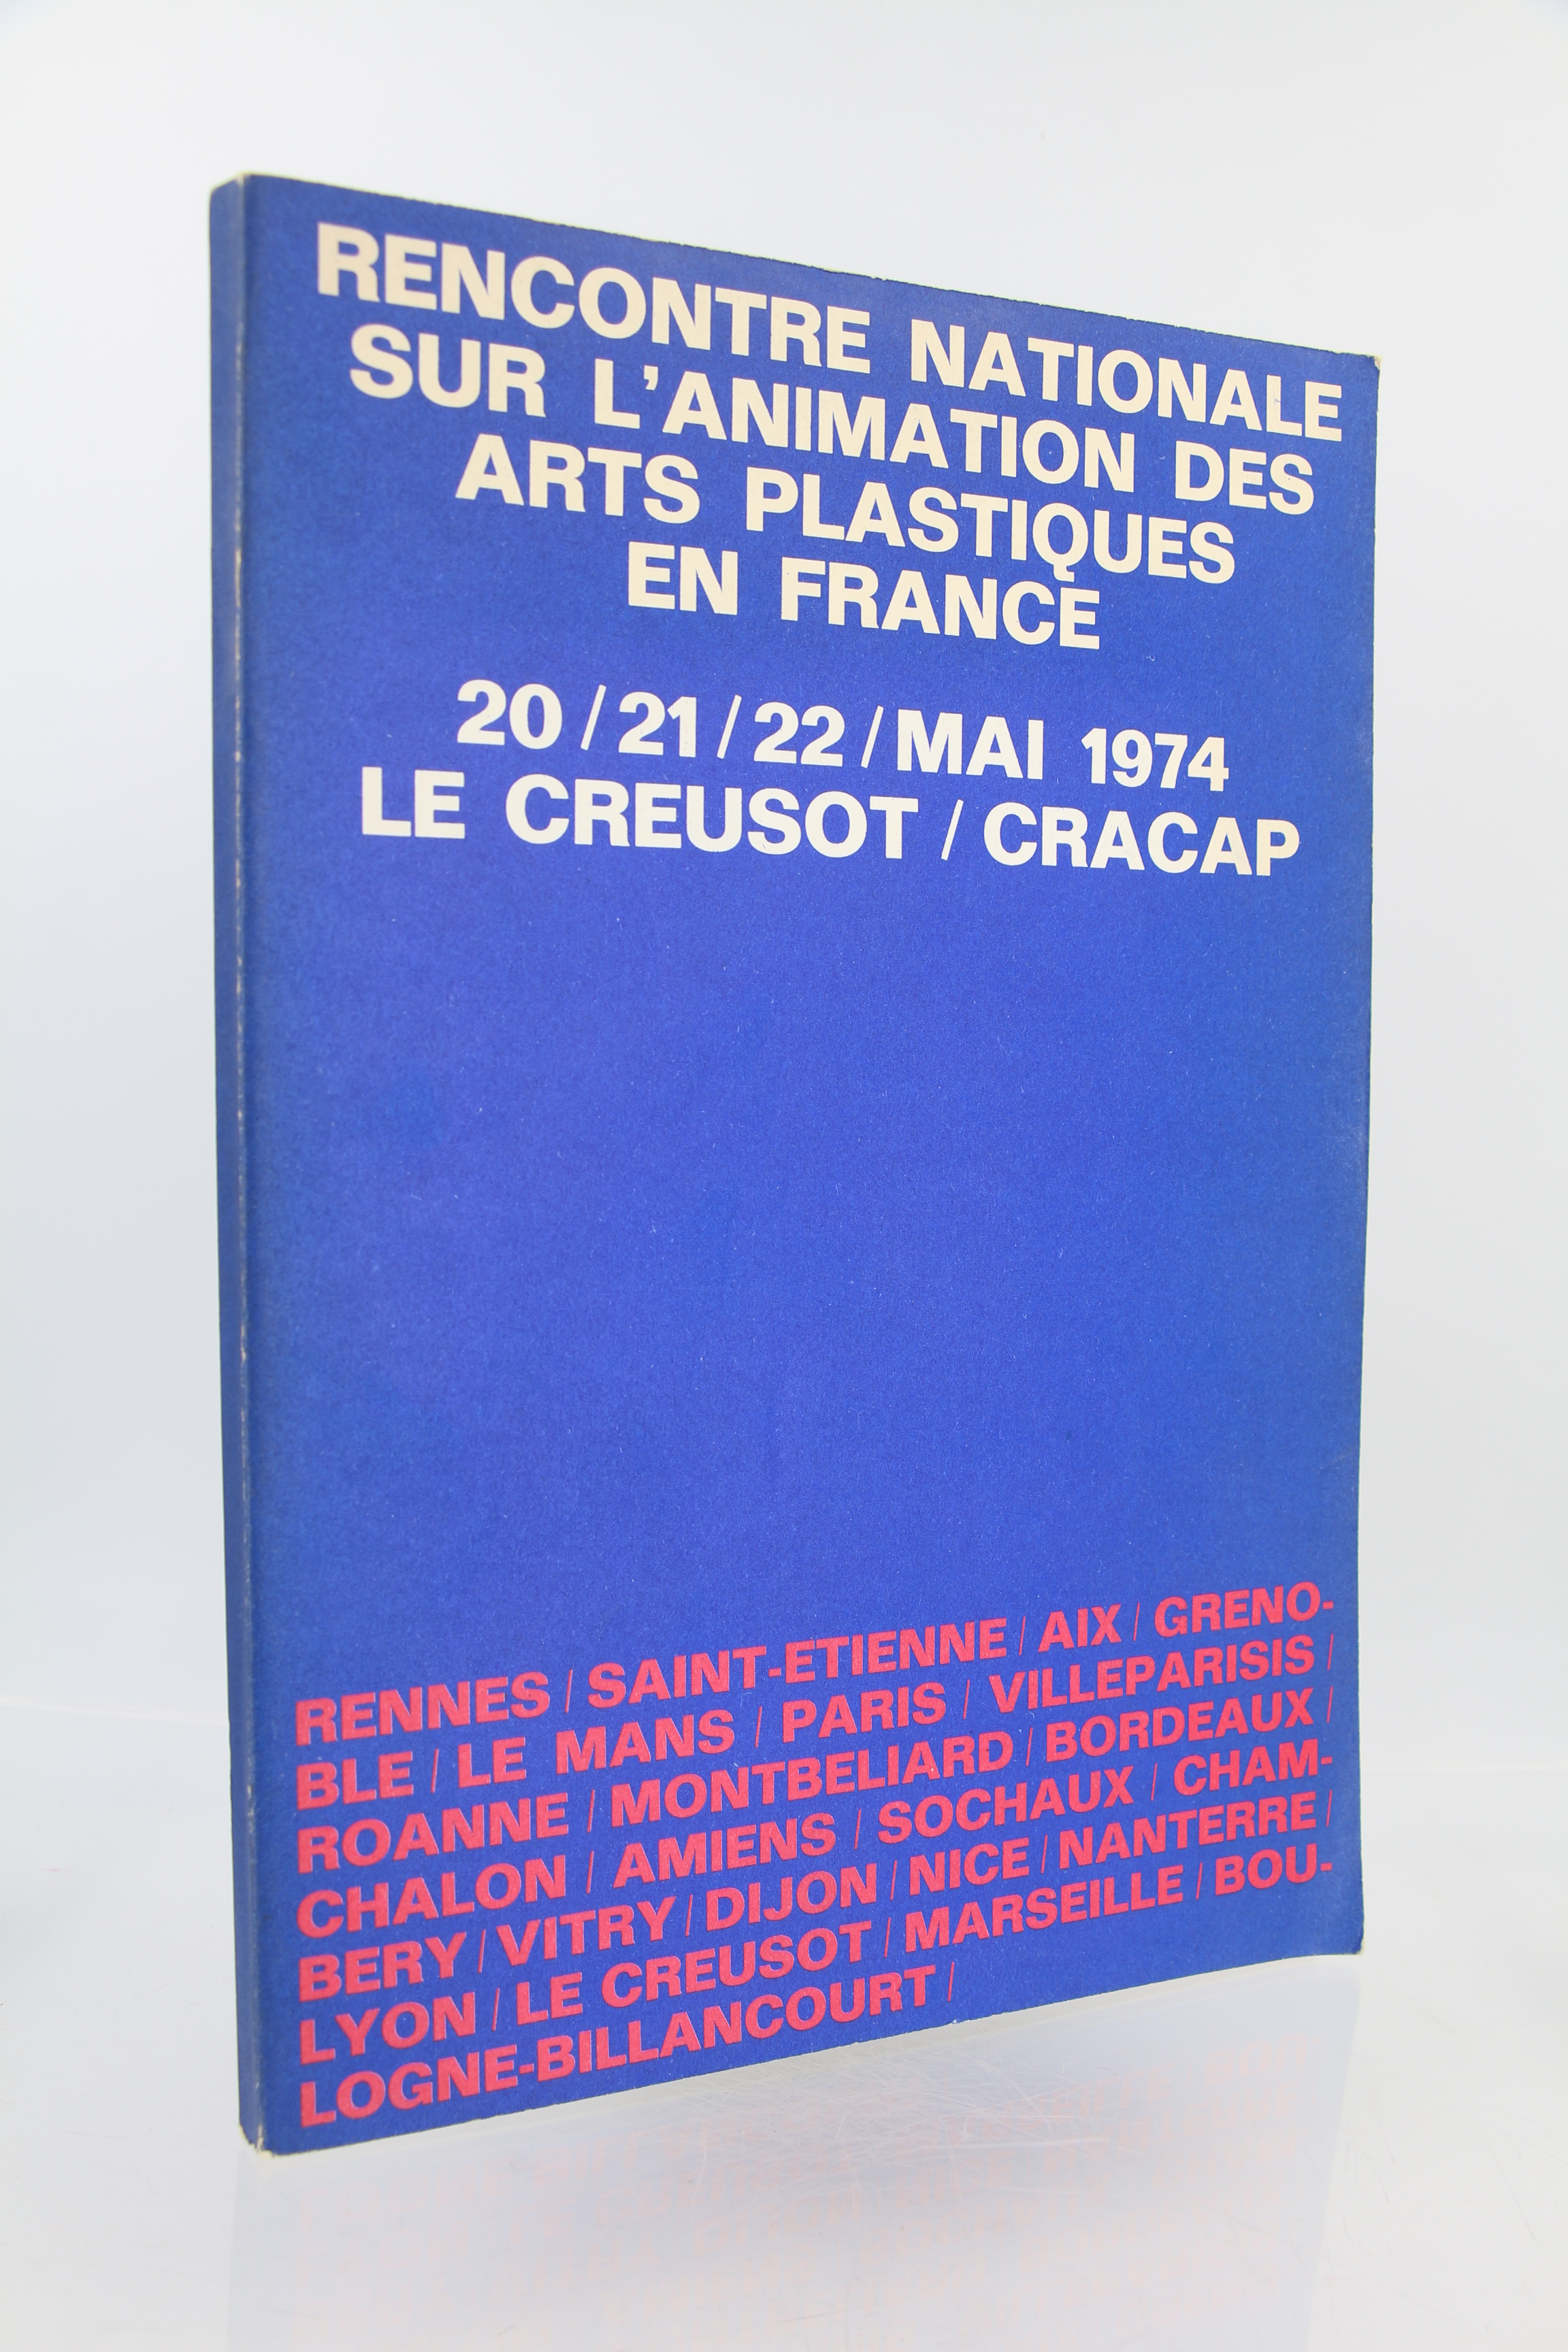 RENCONTRE NATIONALE
SUR L'ANIMATION DES
ARTS PLASTIQUES
EN FRANCE
20/21/22/MAI 1974
LE CREUSOT/CRACAP
RENNES/SAINT-ETIENNE/AIX/GRENO-
BLE/LE MANS/PARIS/VILLEPARISIS/
ROANNE/MONTBELIARD/BORDEAUX/
CHALON/AMIENS/SOCHAUX/CHAM-
BERY/VITRY/DIJON/NICE/NANTERRE/
LYON/LE CREUSOT/MARSEILLE/BOU-
LOGNE-BILLANCOURT/